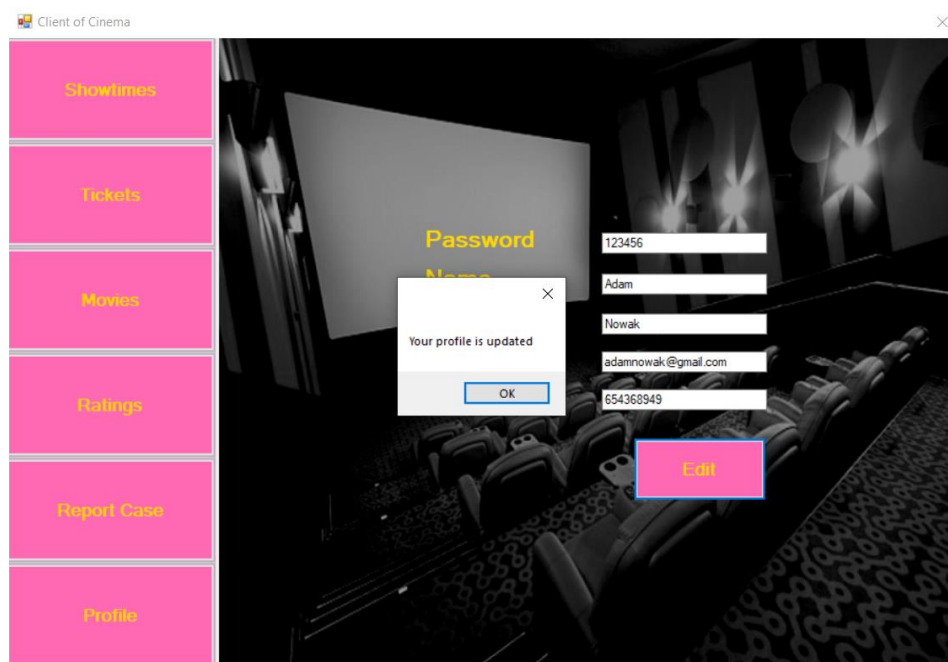 Client of Cinema
Showtimes
Tickets
Movies
Ratings
Report Case
Profile
Password
123456
Name
Adam
Nowak
adamnowak@gmail.com
654368949
Edit
Your profile is updated
OK